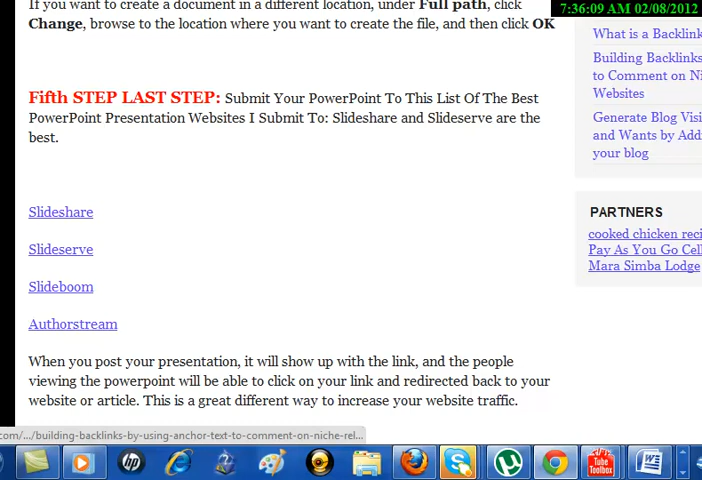 If you want to create a document in a different location, under Full path, click
Change, browse to the location where you want to create the file, and then click OK
Fifth STEP LAST STEP: Submit Your PowerPoint To This List Of The Best
PowerPoint Presentation Websites I Submit To: Slideshare and Slideserve are the
best.
Slideshare
Slideserve
Slideboom
Authorstream
When you post your presentation, it will show up with the link, and the people
viewing the powerpoint will be able to click on your link and redirected back to your
website or article. This is a great different way to increase your website traffic.
7:36:09 AM 02/08/2012
What is a Backlink
Building Backlinks
to Comment on Ni
Websites
Generate Blog Visi
and Wants by Add
your blog
PARTNERS
cooked chicken reci
Pay As You Go Cell
Mara Simba Lodge
com/.../building-backlinks-by-using-anchor-text-to-comment-on-niche-rel...
hp
Tube
Toolbox